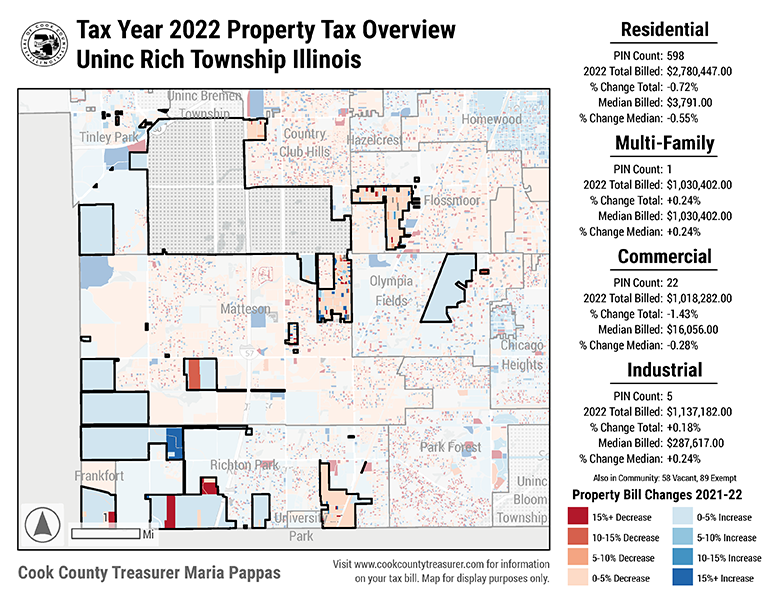 Tax Year 2022 Property Tax Overview
Uninc Rich Township Illinois
Uninc Bremen
Township
Tinley Park
Country
Club Hills
Hazelcrest
Homewood
Flossmoor
Matteson
Olympia
Fields
57
Chicago
Heights
Frankfort
Richton Park
Park Forest
Uninc
Bloom
Township
University
Park
1
Mi
Cook County Treasurer Maria Pappas
Visit www.cookcountytreasurer.com for information
on your tax bill. Map for display purposes only.
Residential
PIN Count: 598
2022 Total Billed: $2,780,447.00
% Change Total: -0.72%
Median Billed: $3,791.00
% Change Median: -0.55%
Multi-Family
PIN Count: 1
2022 Total Billed: $1,030,402.00
% Change Total: +0.24%
Median Billed: $1,030,402.00
% Change Median: +0.24%
Commercial
PIN Count: 22
2022 Total Billed: $1,018,282.00
% Change Total: -1.43%
Median Billed: $16,056.00
% Change Median: -0.28%
Industrial
PIN Count: 5
2022 Total Billed: $1,137,182.00
% Change Total: +0.18%
Median Billed: $287,617.00
% Change Median: +0.24%
Also in Community: 58 Vacant, 89 Exempt
Property Bill Changes 2021-22
15%+ Decrease
10-15% Decrease
5-10% Decrease
0-5% Decrease
0-5% Increase
5-10% Increase
10-15% Increase
15%+ Increase